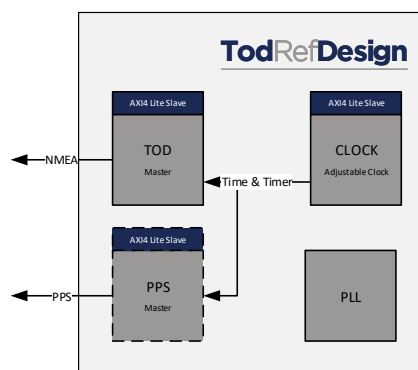 TodRefDesign
AXI4 Lite Slave
TOD
Master
AXI4 Lite Slave
CLOCK
Adjustable Clock
NMEA
Time & Timer
AXI4 Lite Slave
PPS
Master
PPS
PLL